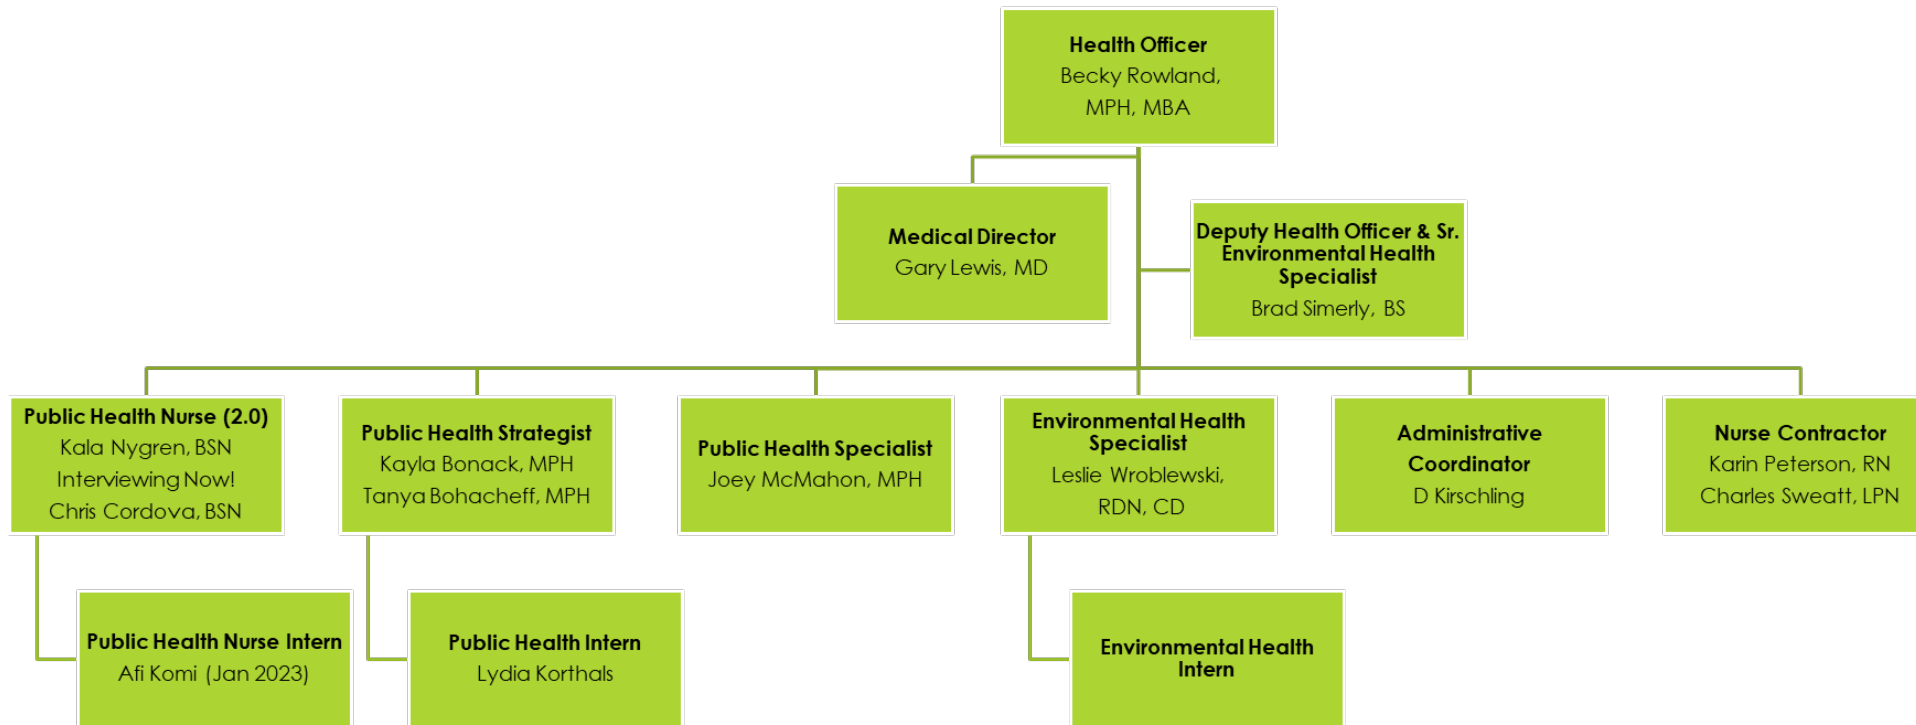 Health Officer
Becky Rowland,
MPH, MBA
Medical Director
Gary Lewis, MD
Deputy Health Officer & Sr.
Environmental Health
Specialist
Brad Simerly, BS
Public Health Nurse (2.0)
Kala Nygren, BSN
Interviewing Now!
Chris Cordova, BSN
Public Health Strategist
Kayla Bonack, MPH
Tanya Bohacheff, MPH
Public Health Specialist
Joey McMahon, MPH
Environmental Health
Specialist
Leslie Wroblewski,
RDN, CD
Administrative
Coordinator
D Kirschling
Nurse Contractor
Karin Peterson, RN
Charles Sweatt, LPN
Public Health Nurse Intern
Afi Komi (Jan 2023)
Public Health Intern
Lydia Korthals
Environmental Health
Intern